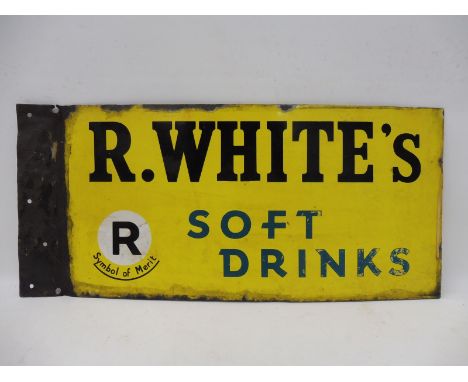 R.WHITE'S
SOFT
DRINKS
R
Symbol of Merit